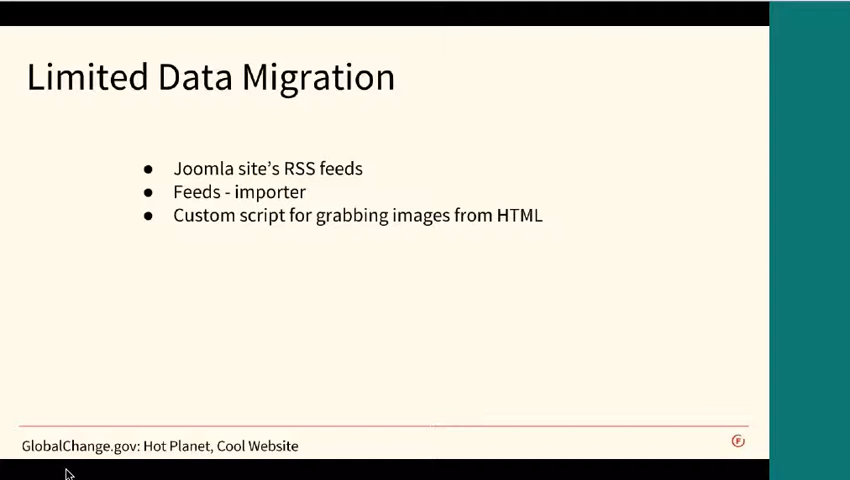 Limited Data Migration
● Joomla site’s RSS feeds
● Feeds - importer
● Custom script for grabbing images from HTML
GlobalChange.gov: Hot Planet, Cool Website
F